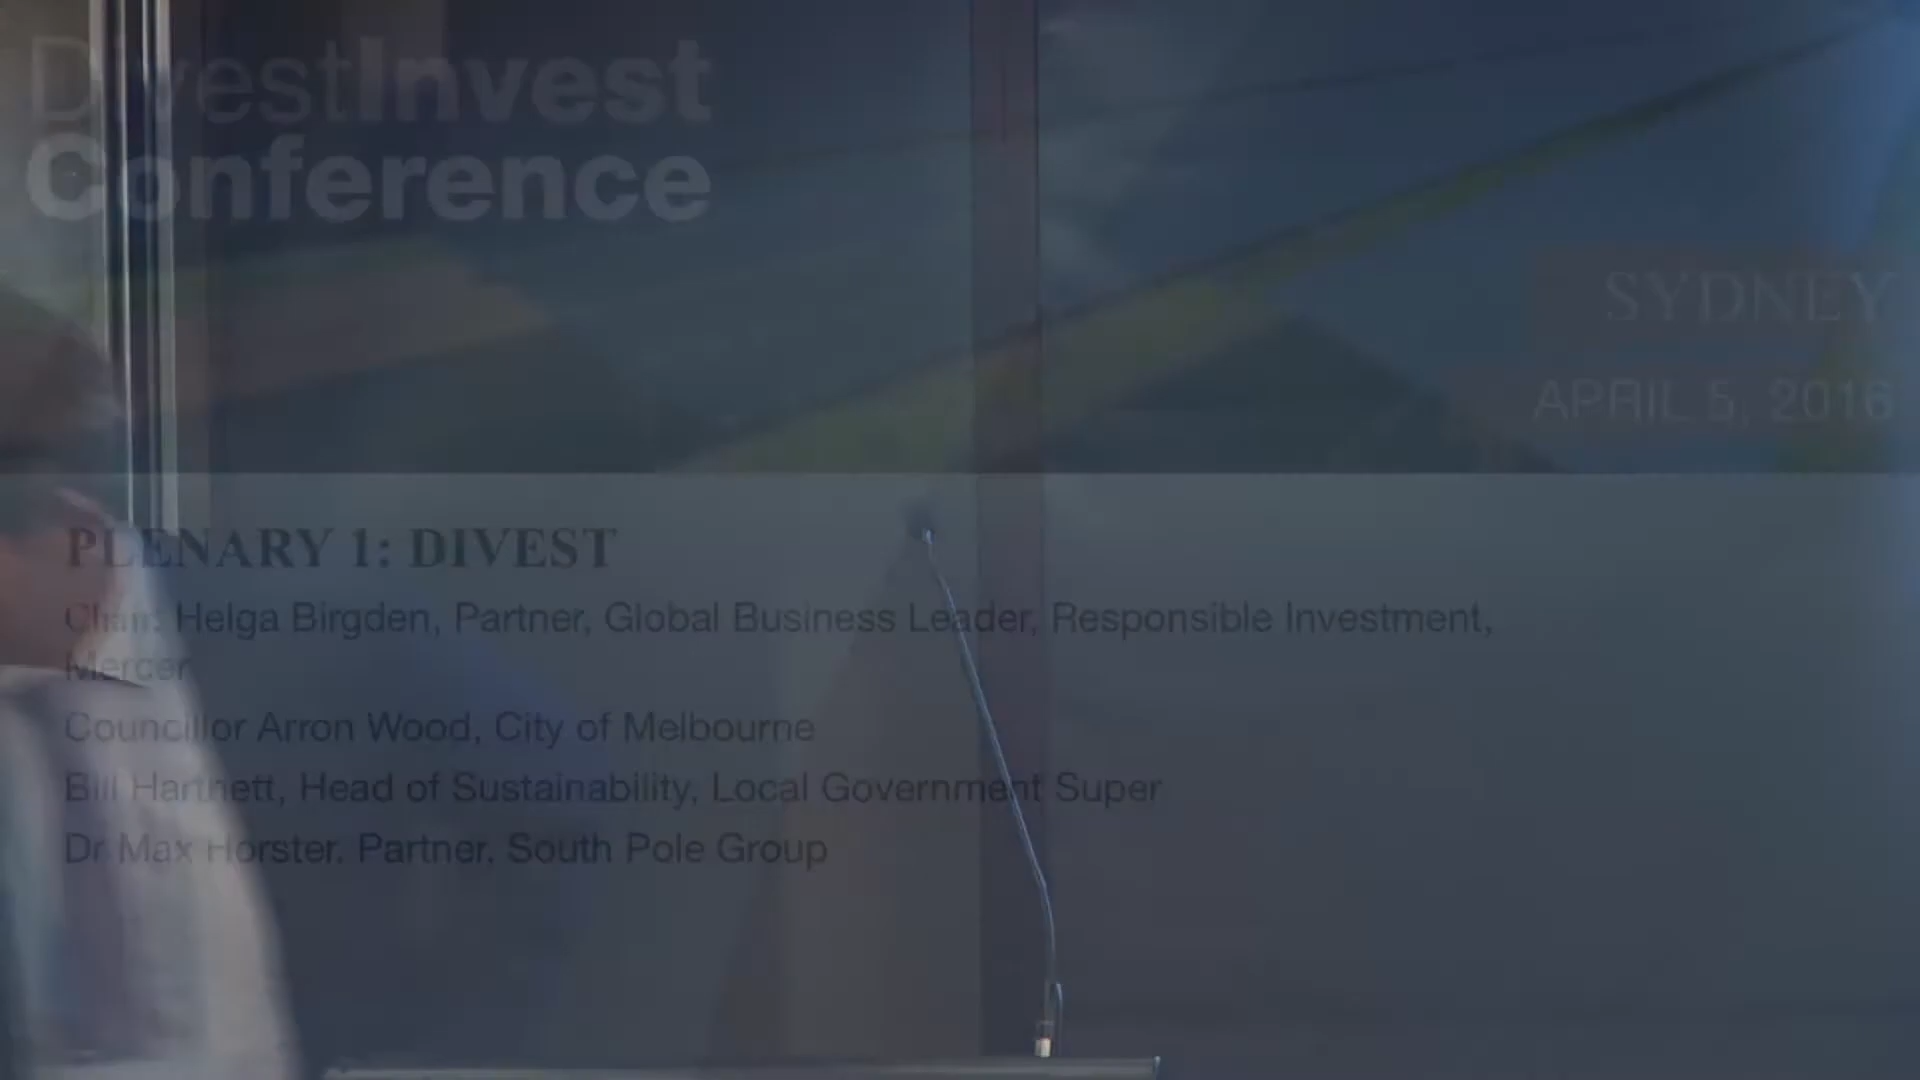 DivestInvest
Conference
SYDNEY
APRIL 5, 2016
PLENARY 1: DIVEST
Chair: Helga Birgden, Partner, Global Business Leader, Responsible Investment,
Mercer
Councillor Arron Wood, City of Melbourne
Bill Hartnett, Head of Sustainability, Local Government Super
Dr Max Horster, Partner, South Pole Group